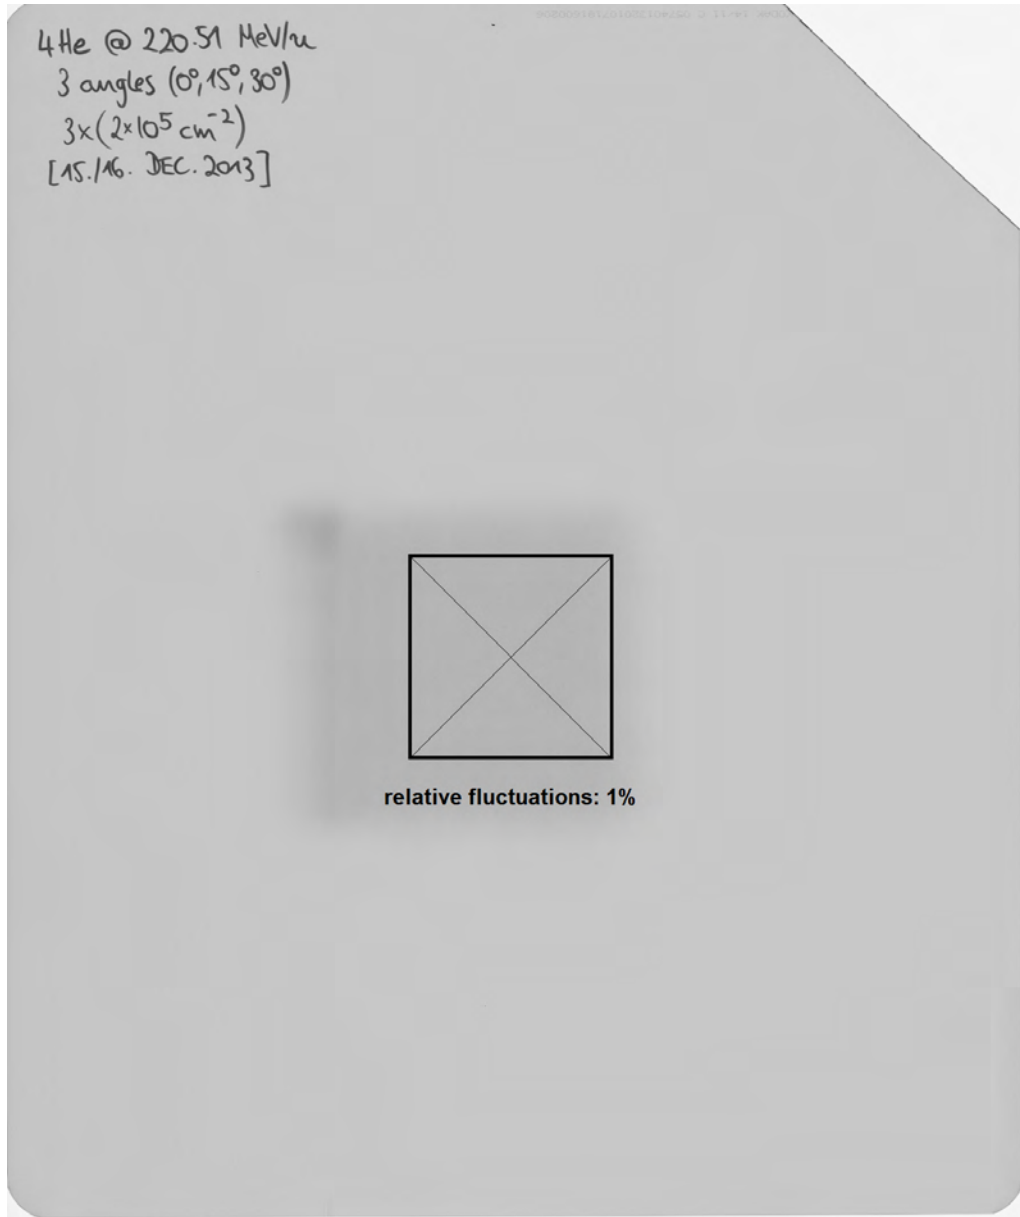 4He @ 220.51 MeV/u
3 angles (0°, 15°, 30°)
3×(2×10⁵ cm⁻²)
[15./16. DEC. 2013]
relative fluctuations: 1%